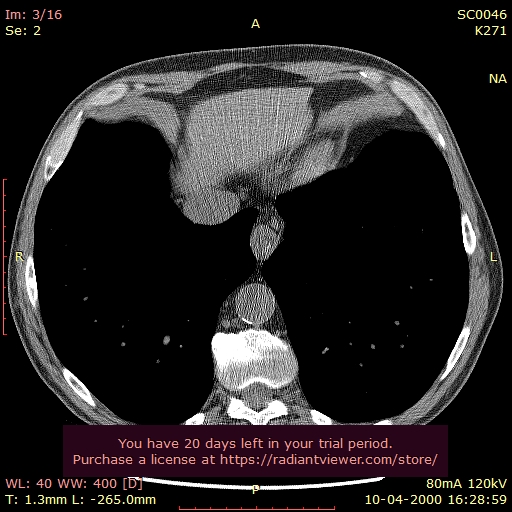 Im: 3/16
Se: 2
A
SC0046
K271
NA
R
L
You have 20 days left in your trial period.
Purchase a license at https://radiantviewer.com/store/
WL: 40 WW: 400 [D]
T: 1.3mm L: -265.0mm
P
80mA 120kV
10-04-2000 16:28:59